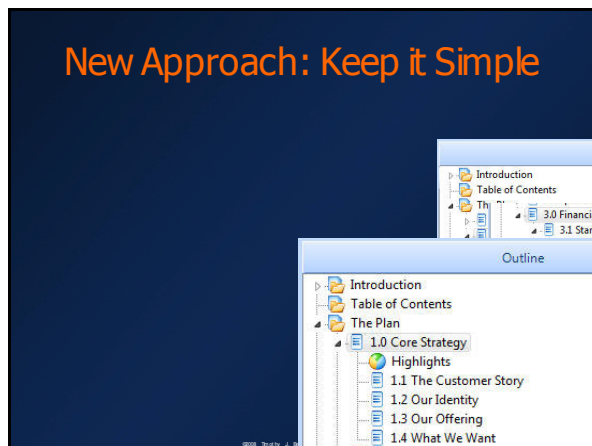 New Approach: Keep it Simple
Introduction
Table of Contents
3.0 Financi
3.1 Star
Outline
Introduction
Table of Contents
The Plan
1.0 Core Strategy
Highlights
1.1 The Customer Story
1.2 Our Identity
1.3 Our Offering
1.4 What We Want